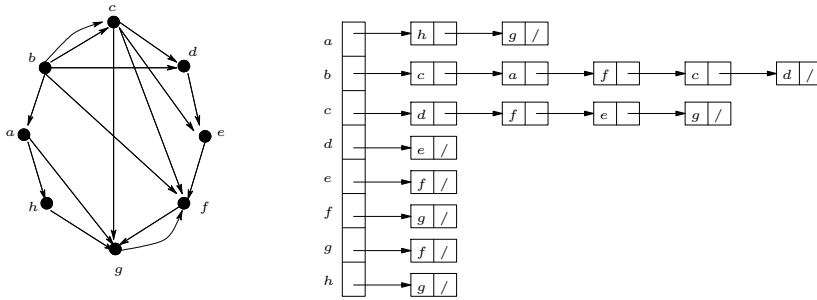 c
b
d
a
e
h
f
g
a h g /
b c a f c d /
c d f e g /
d e /
e f /
f g /
g f /
h g /